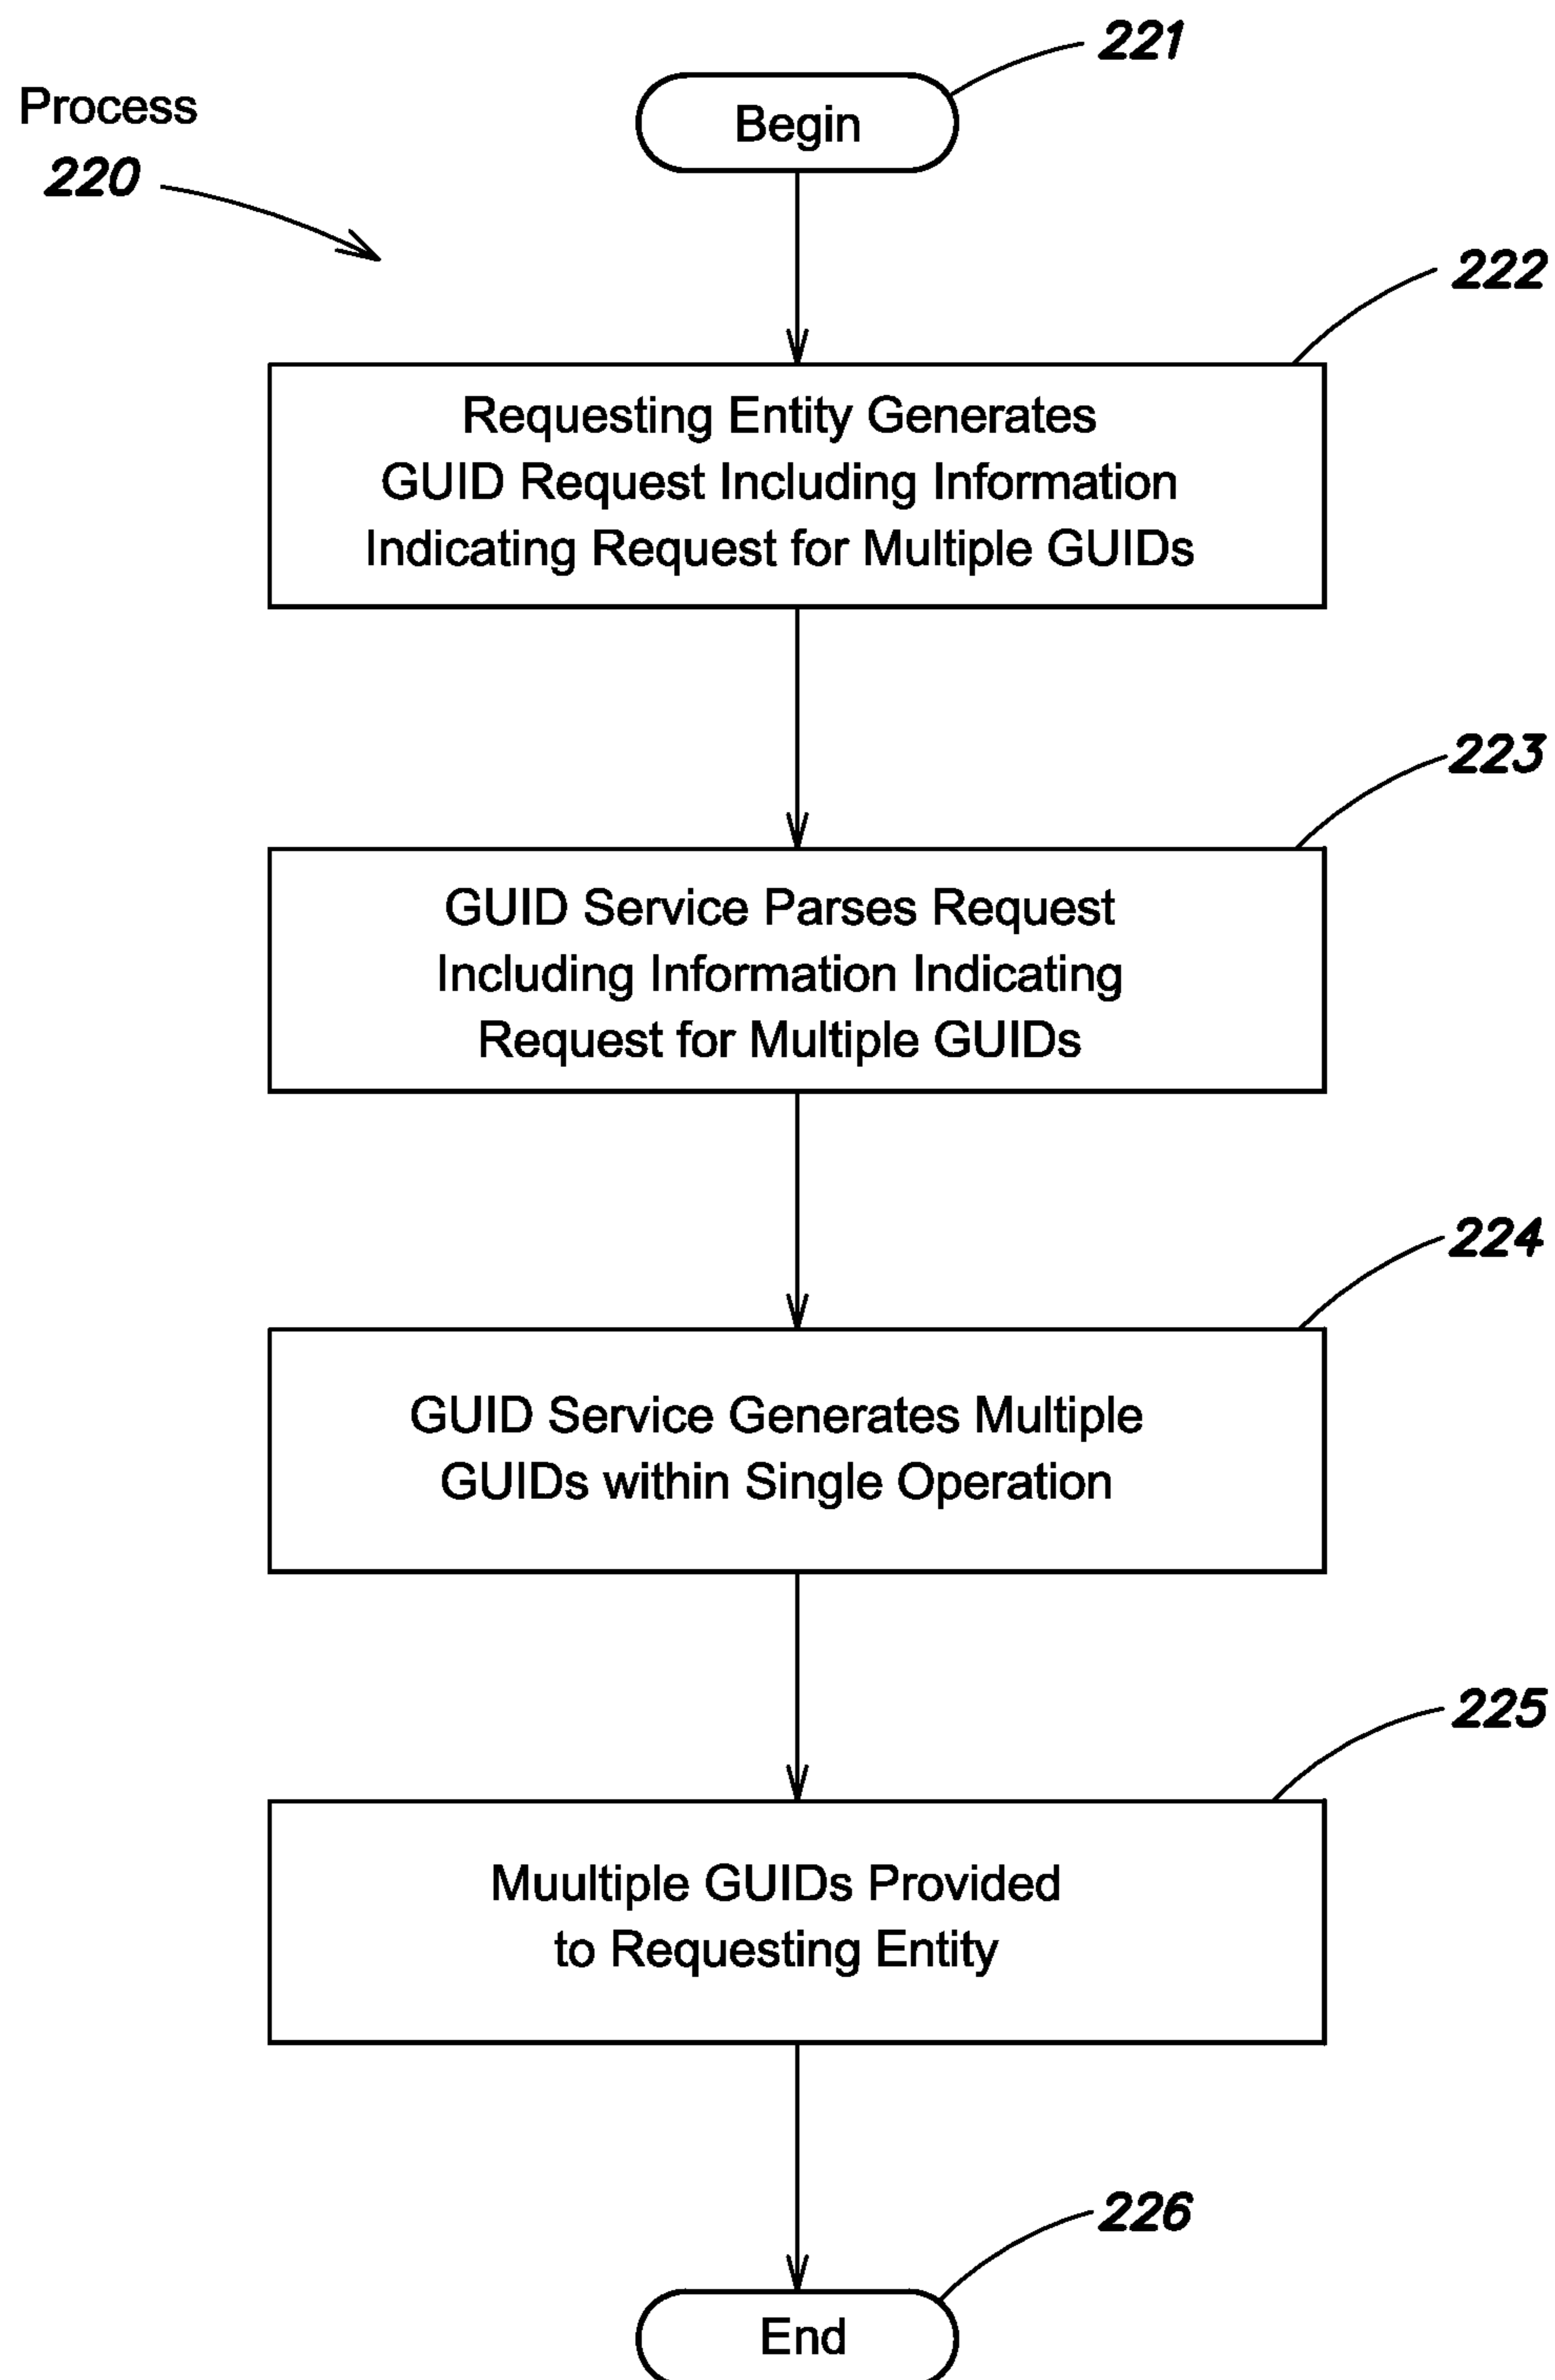 221
Begin
Process
220
222
Requesting Entity Generates
GUID Request Including Information
Indicating Request for Multiple GUIDs
223
GUID Service Parses Request
Including Information Indicating
Request for Multiple GUIDs
224
GUID Service Generates Multiple
GUIDs within Single Operation
225
Muultiple GUIDs Provided
to Requesting Entity
226
End